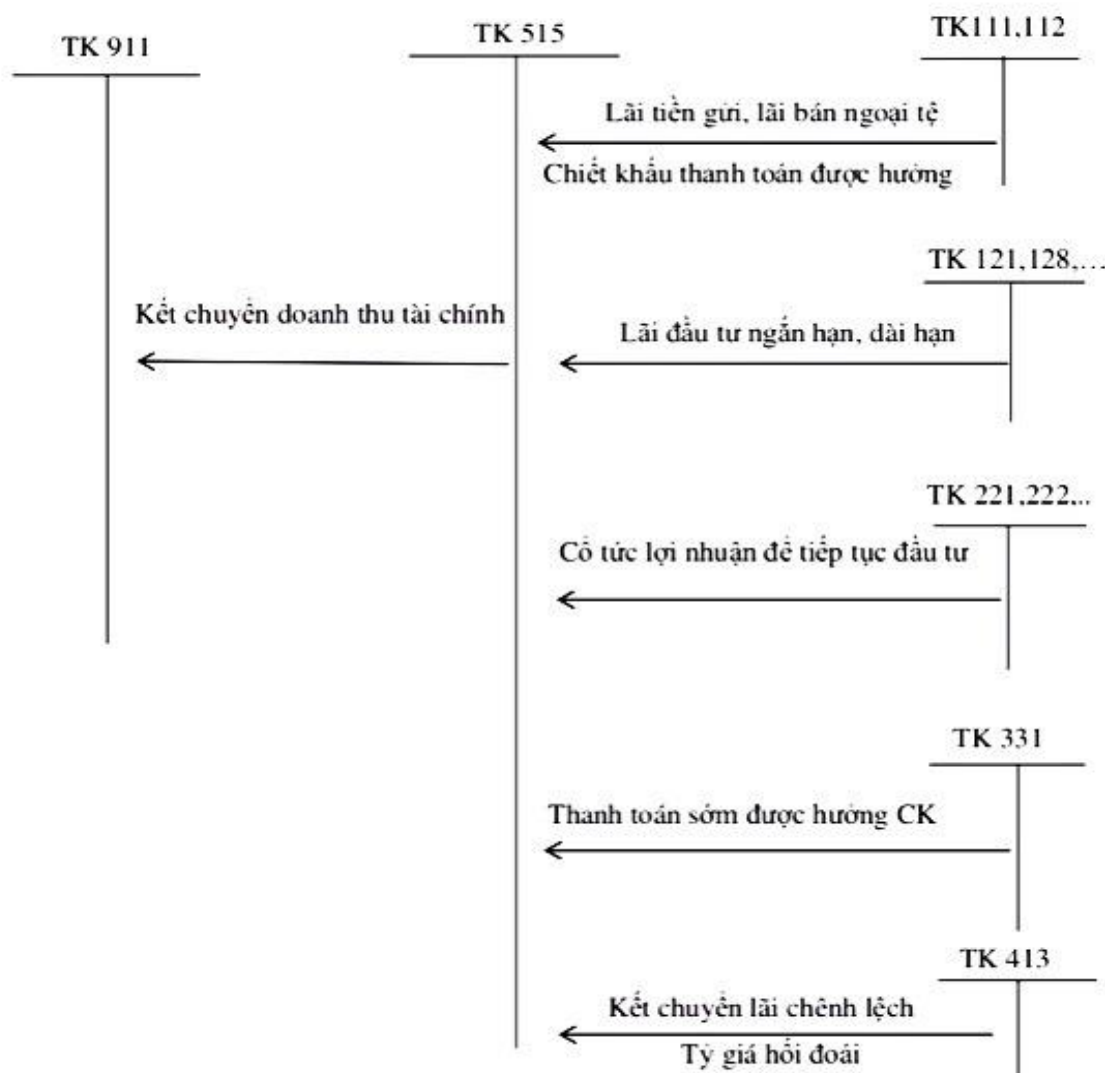 TK 911
TK 515
TK111,112
Lãi tiền gửi, lãi bán ngoại tệ
Chiết khấu thanh toán được hưởng
TK 121,128,…
Kết chuyển doanh thu tài chính
Lãi đầu tư ngắn hạn, dài hạn
TK 221,222,..
Cổ tức lợi nhuận để tiếp tục đầu tư
TK 331
Thanh toán sớm được hưởng CK
TK 413
Kết chuyển lãi chênh lệch
Tỷ giá hối đoái